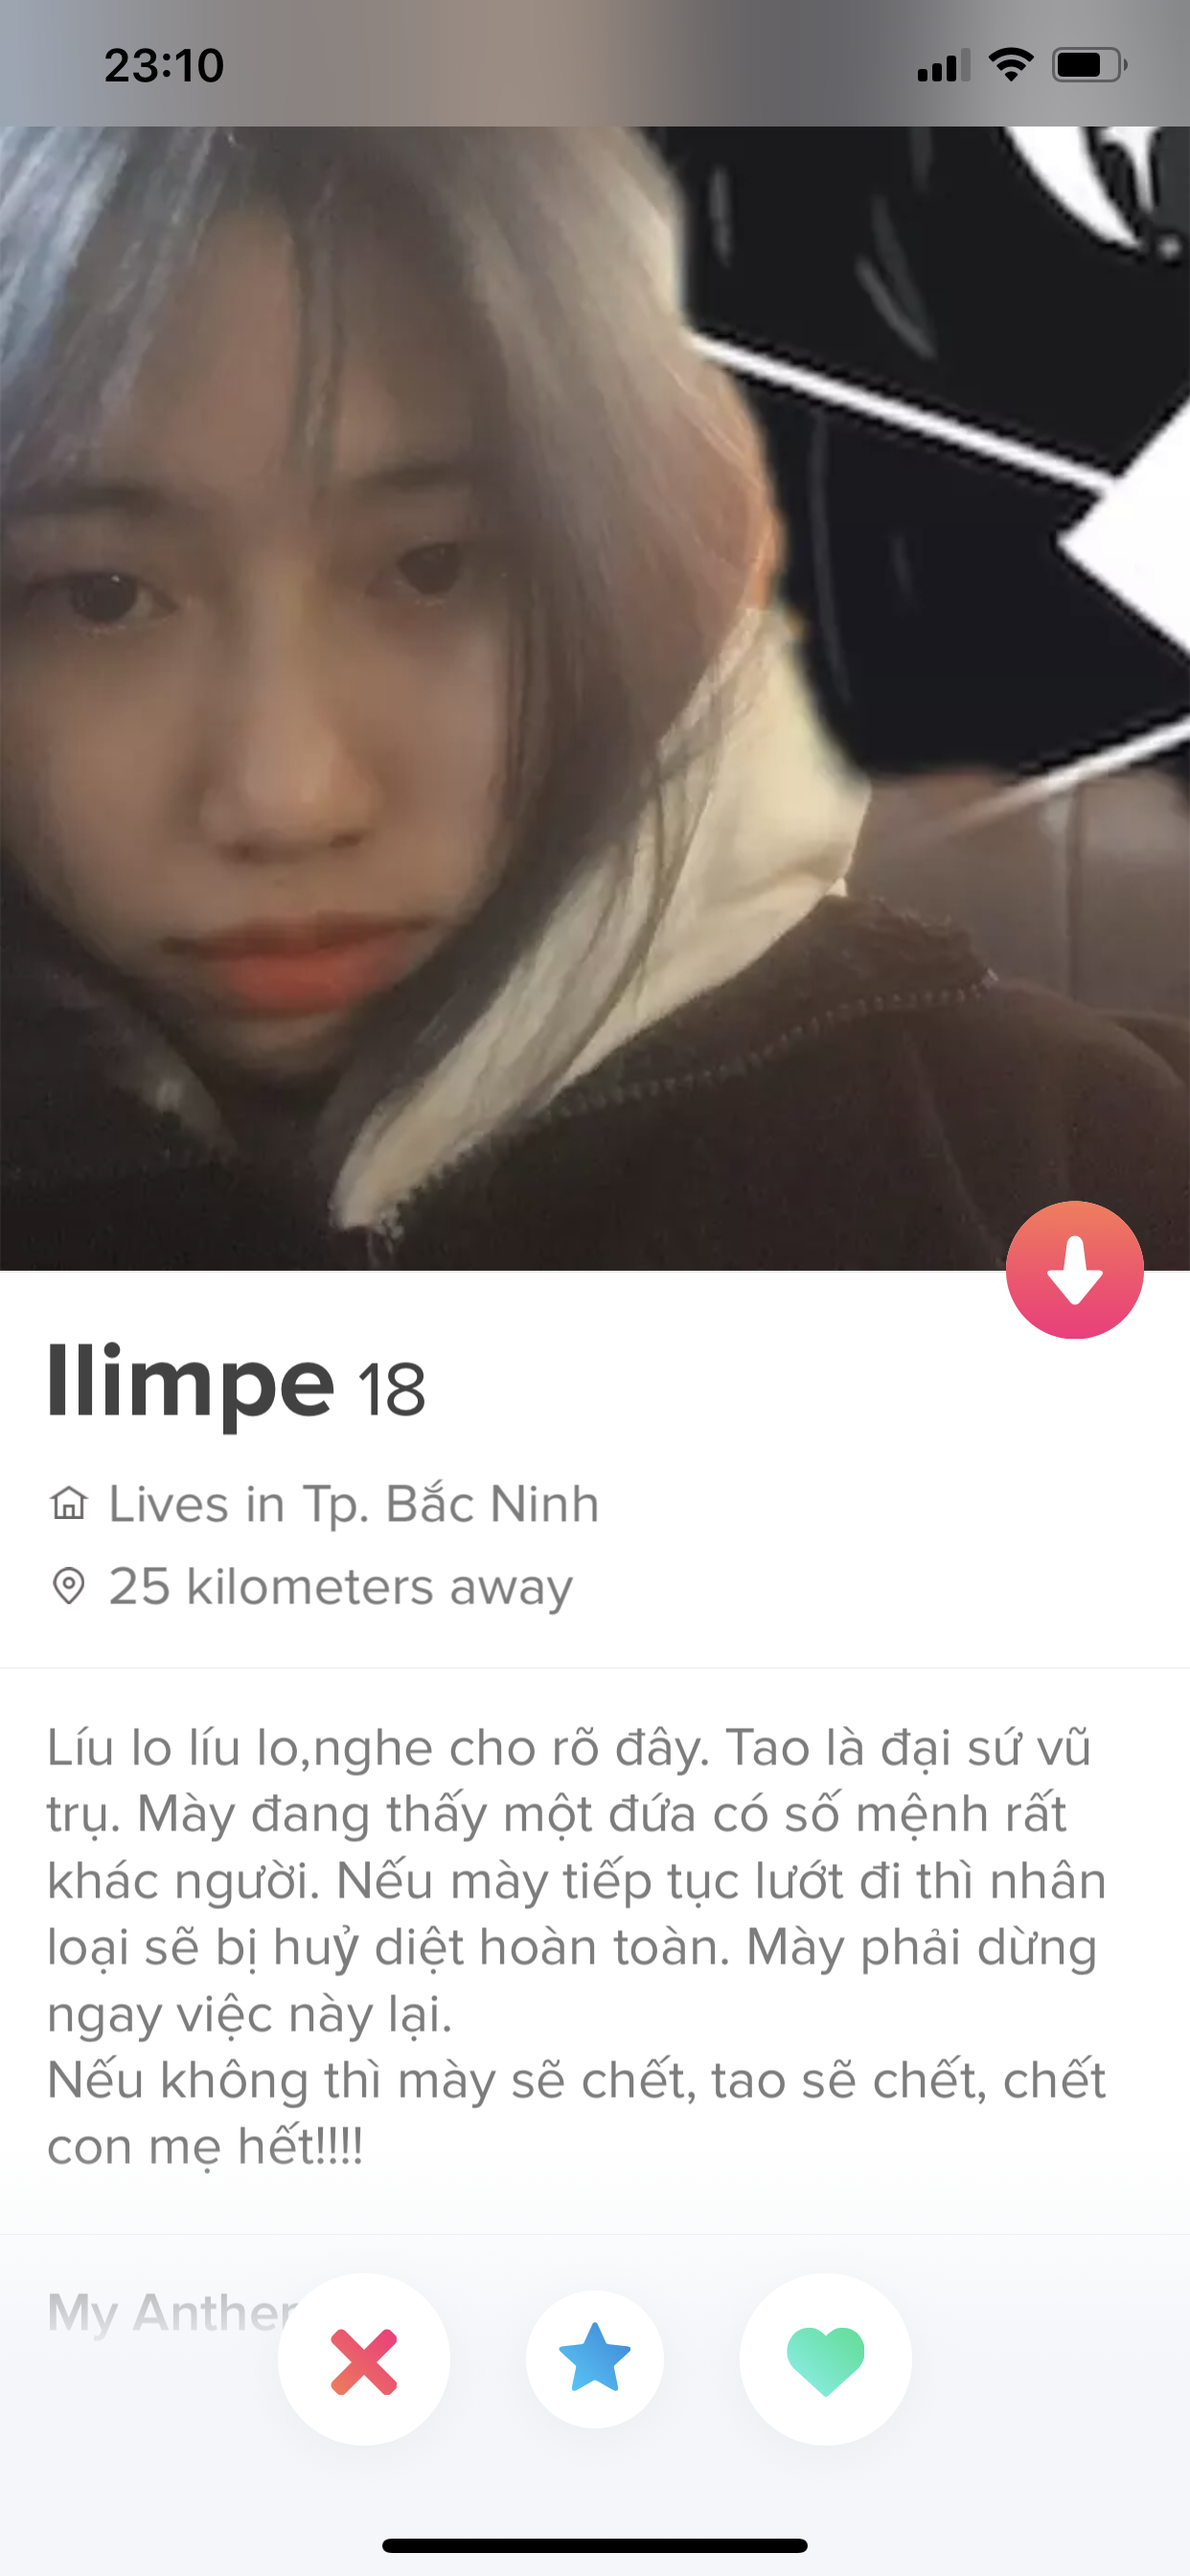 23:10
llimpe 18
Lives in Tp. Bắc Ninh
25 kilometers away
Líu lo líu lo,nghe cho rõ đây. Tao là đại sứ vũ
trụ. Mày đang thấy một đứa có số mệnh rất
khác người. Nếu mày tiếp tục lướt đi thì nhân
loại sẽ bị huỷ diệt hoàn toàn. Mày phải dừng
ngay việc này lại.
Nếu không thì mày sẽ chết, tao sẽ chết, chết
con mẹ hết!!!!
My Anthem